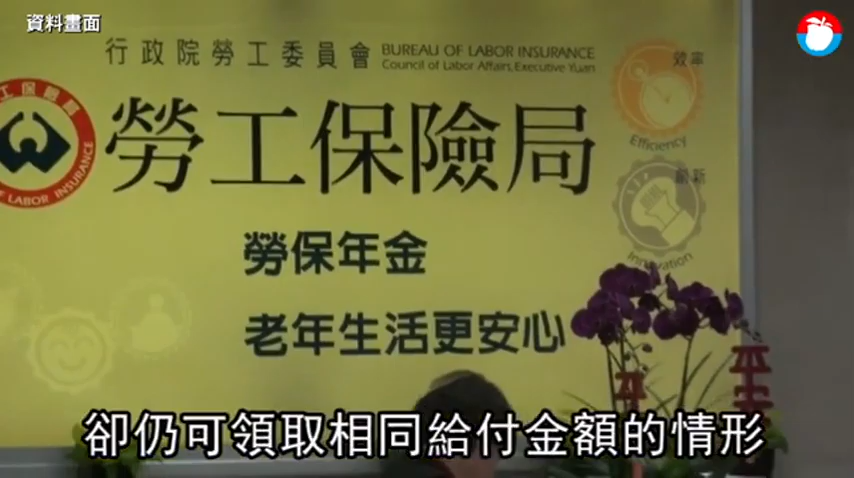 資料畫面
行政院勞工委員會 BUREAU OF LABOR INSURANCE
Council of Labor Affairs, Executive Yuan
勞工保險局
效率
Efficiency
創新
Innovation
勞保年金
老年生活更安心
卻仍可領取相同給付金額的情形